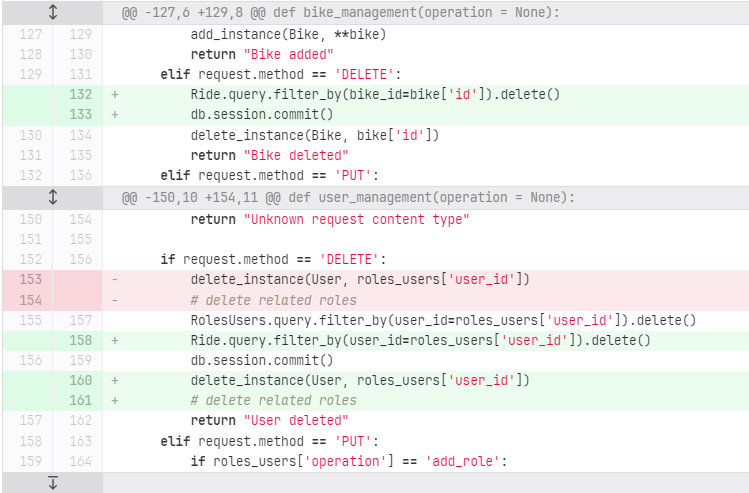 @@ -127,6 +129,8 @@ def bike_management(operation = None):
127 129 add_instance(Bike, **bike)
128 130 return "Bike added"
129 131 elif request.method == 'DELETE':
132 + Ride.query.filter_by(bike_id=bike['id']).delete()
133 + db.session.commit()
130 134 delete_instance(Bike, bike['id'])
131 135 return "Bike deleted"
132 136 elif request.method == 'PUT':
@@ -150,10 +154,11 @@ def user_management(operation = None):
150 154 return "Unknown request content type"
151 155
152 156 if request.method == 'DELETE':
153 - delete_instance(User, roles_users['user_id'])
154 - # delete related roles
155 157 RolesUsers.query.filter_by(user_id=roles_users['user_id']).delete()
158 + Ride.query.filter_by(user_id=roles_users['user_id']).delete()
156 159 db.session.commit()
160 + delete_instance(User, roles_users['user_id'])
161 + # delete related roles
157 162 return "User deleted"
158 163 elif request.method == 'PUT':
159 164 if roles_users['operation'] == 'add_role':